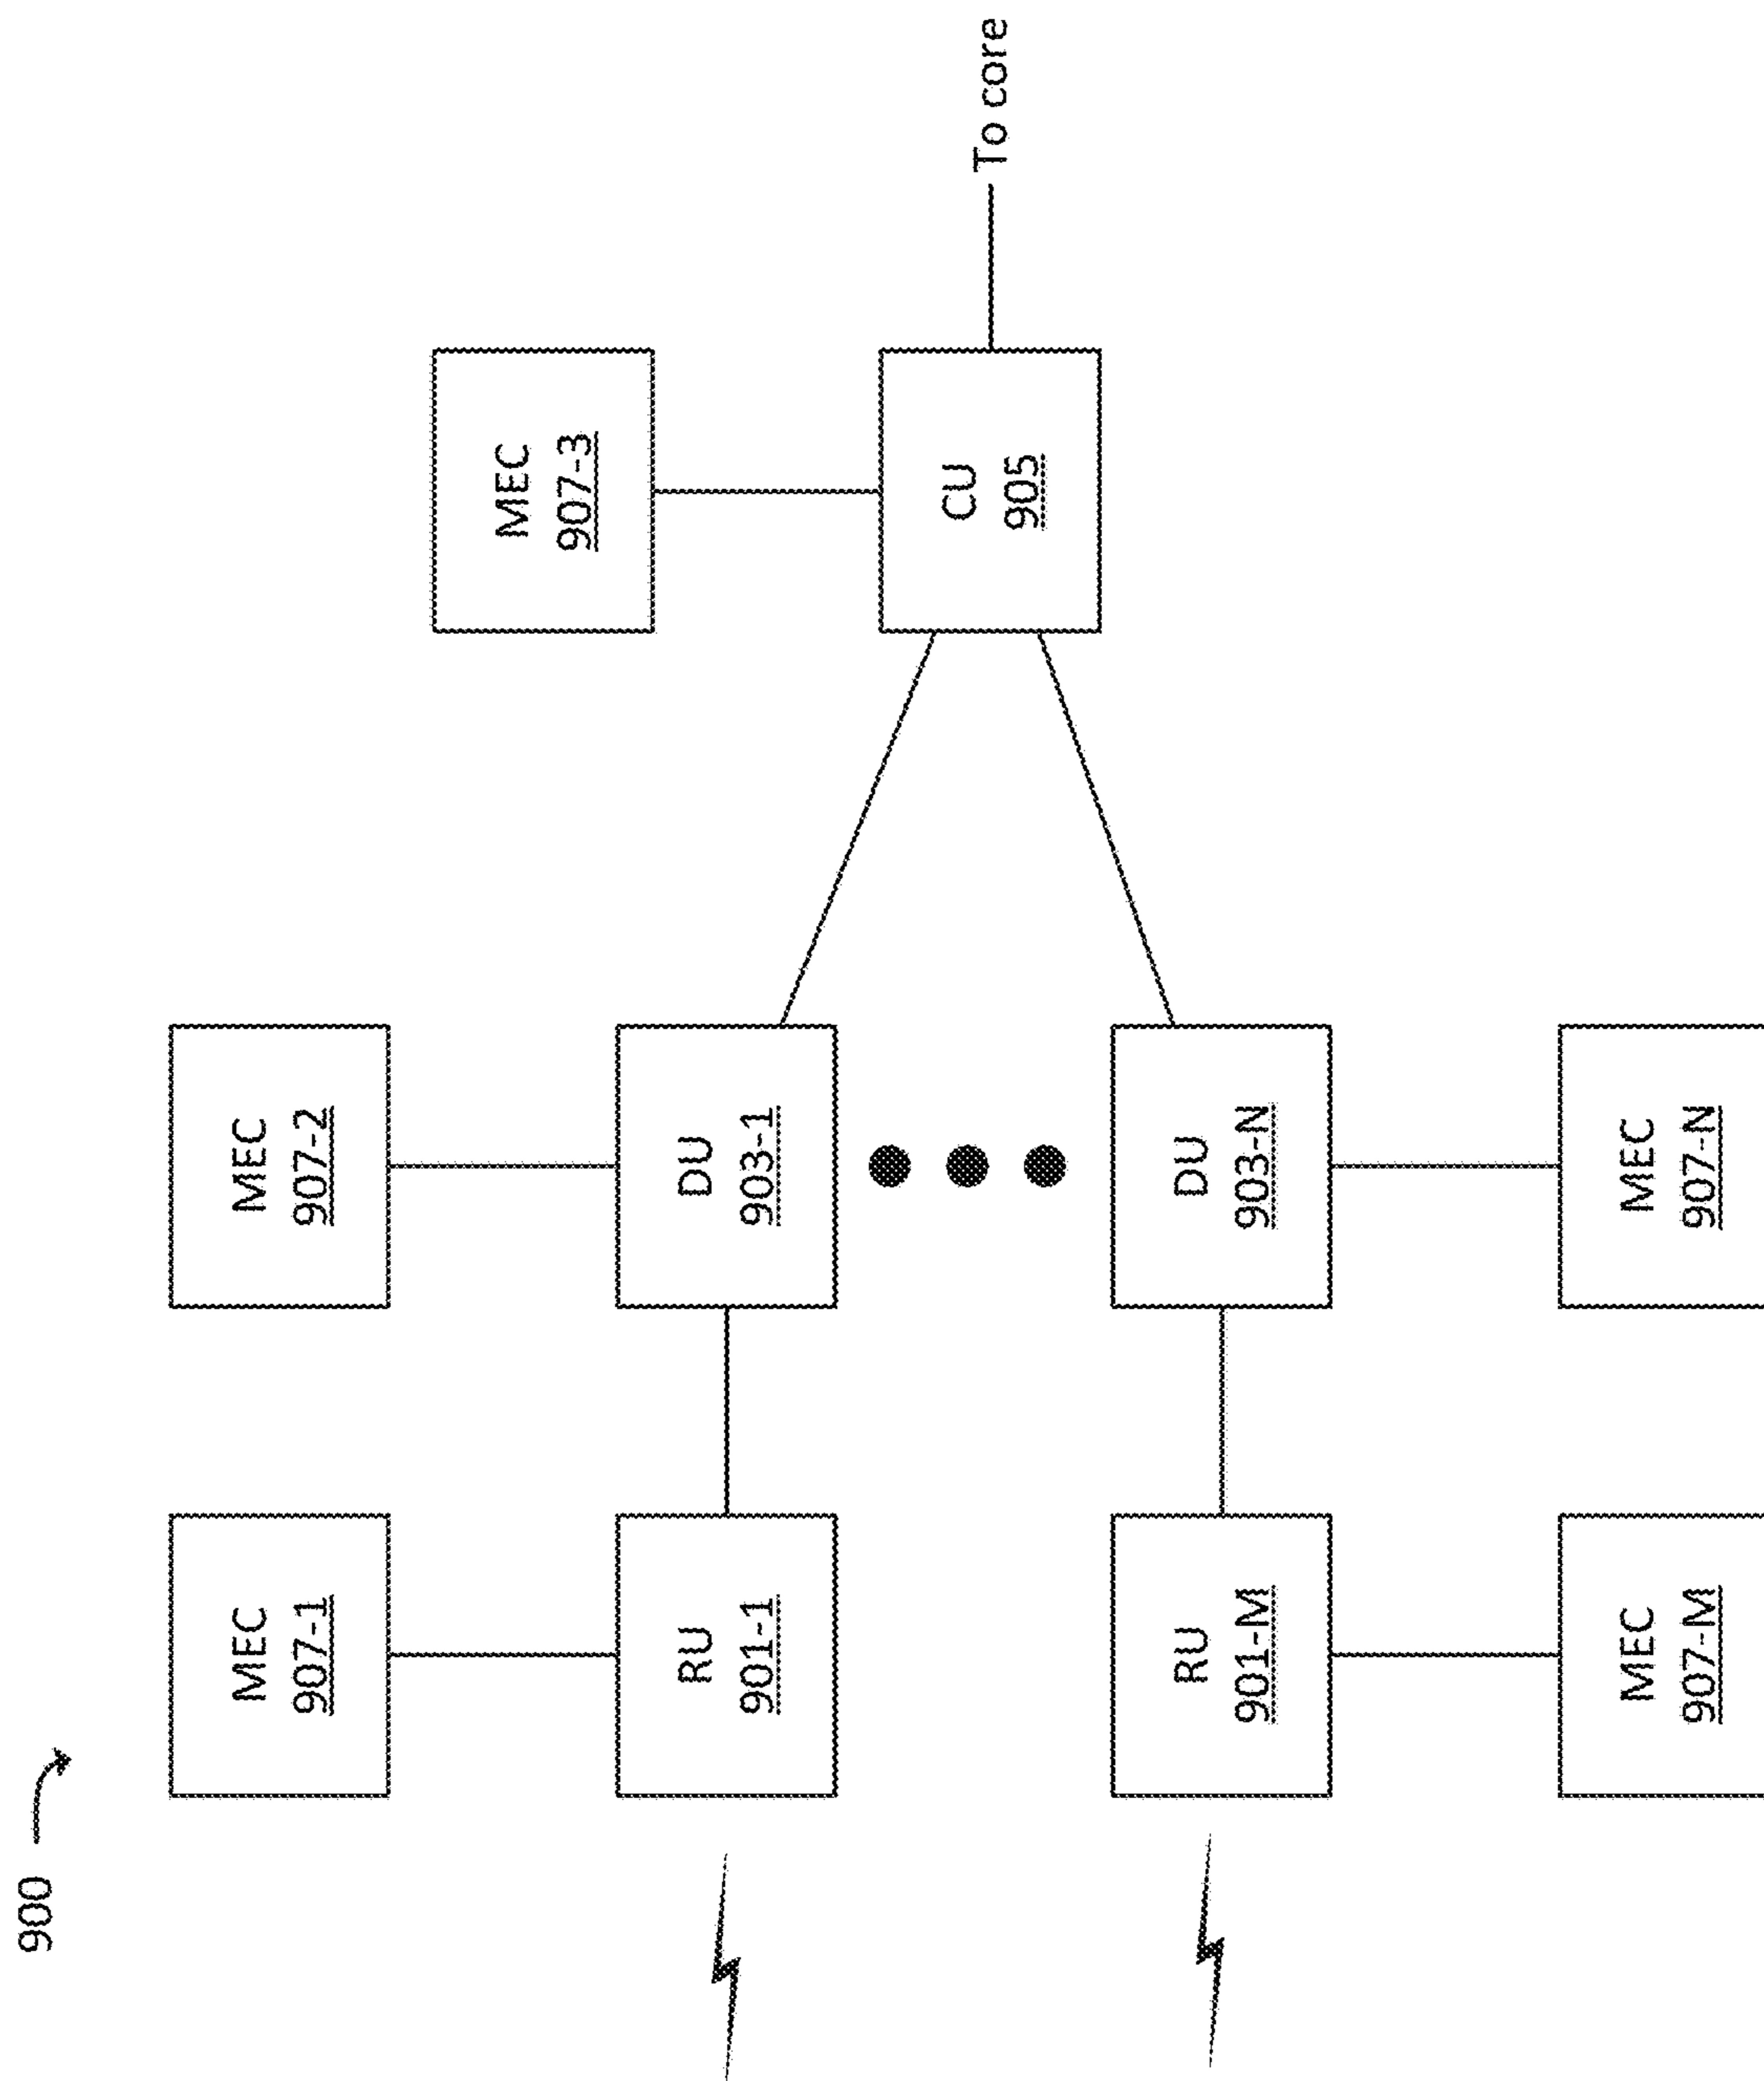 900
MEC
907-1
MEC
907-2
MEC
907-3
RU
901-1
DU
903-1
CU
905
To core
RU
901-M
DU
903-N
MEC
907-M
MEC
907-N